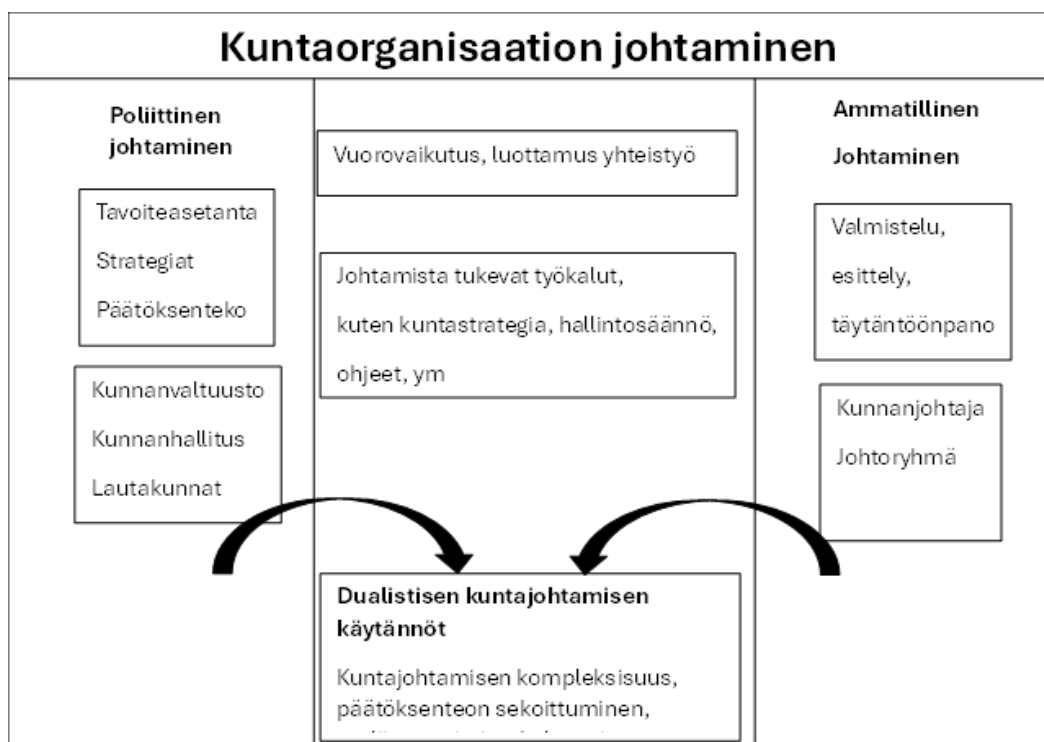 Kuntaorganisaation johtaminen
Poliittinen
johtaminen
Tavoiteasetanta
Strategiat
Päätöksenteko
Kunnanvaltuusto
Kunnanhallitus
Lautakunnat
Vuorovaikutus, luottamus yhteistyö
Johtamista tukevat työkalut,
kuten kuntastrategia, hallintosäännö,
ohjeet, ym
Dualistisen kuntajohtamisen
käytännöt
Kuntajohtamisen kompleksisuus,
päätöksenteon sekoittuminen,
Ammatillinen
Johtaminen
Valmistelu,
esittely,
täytäntöönpano
Kunnanjohtaja
Johtoryhmä